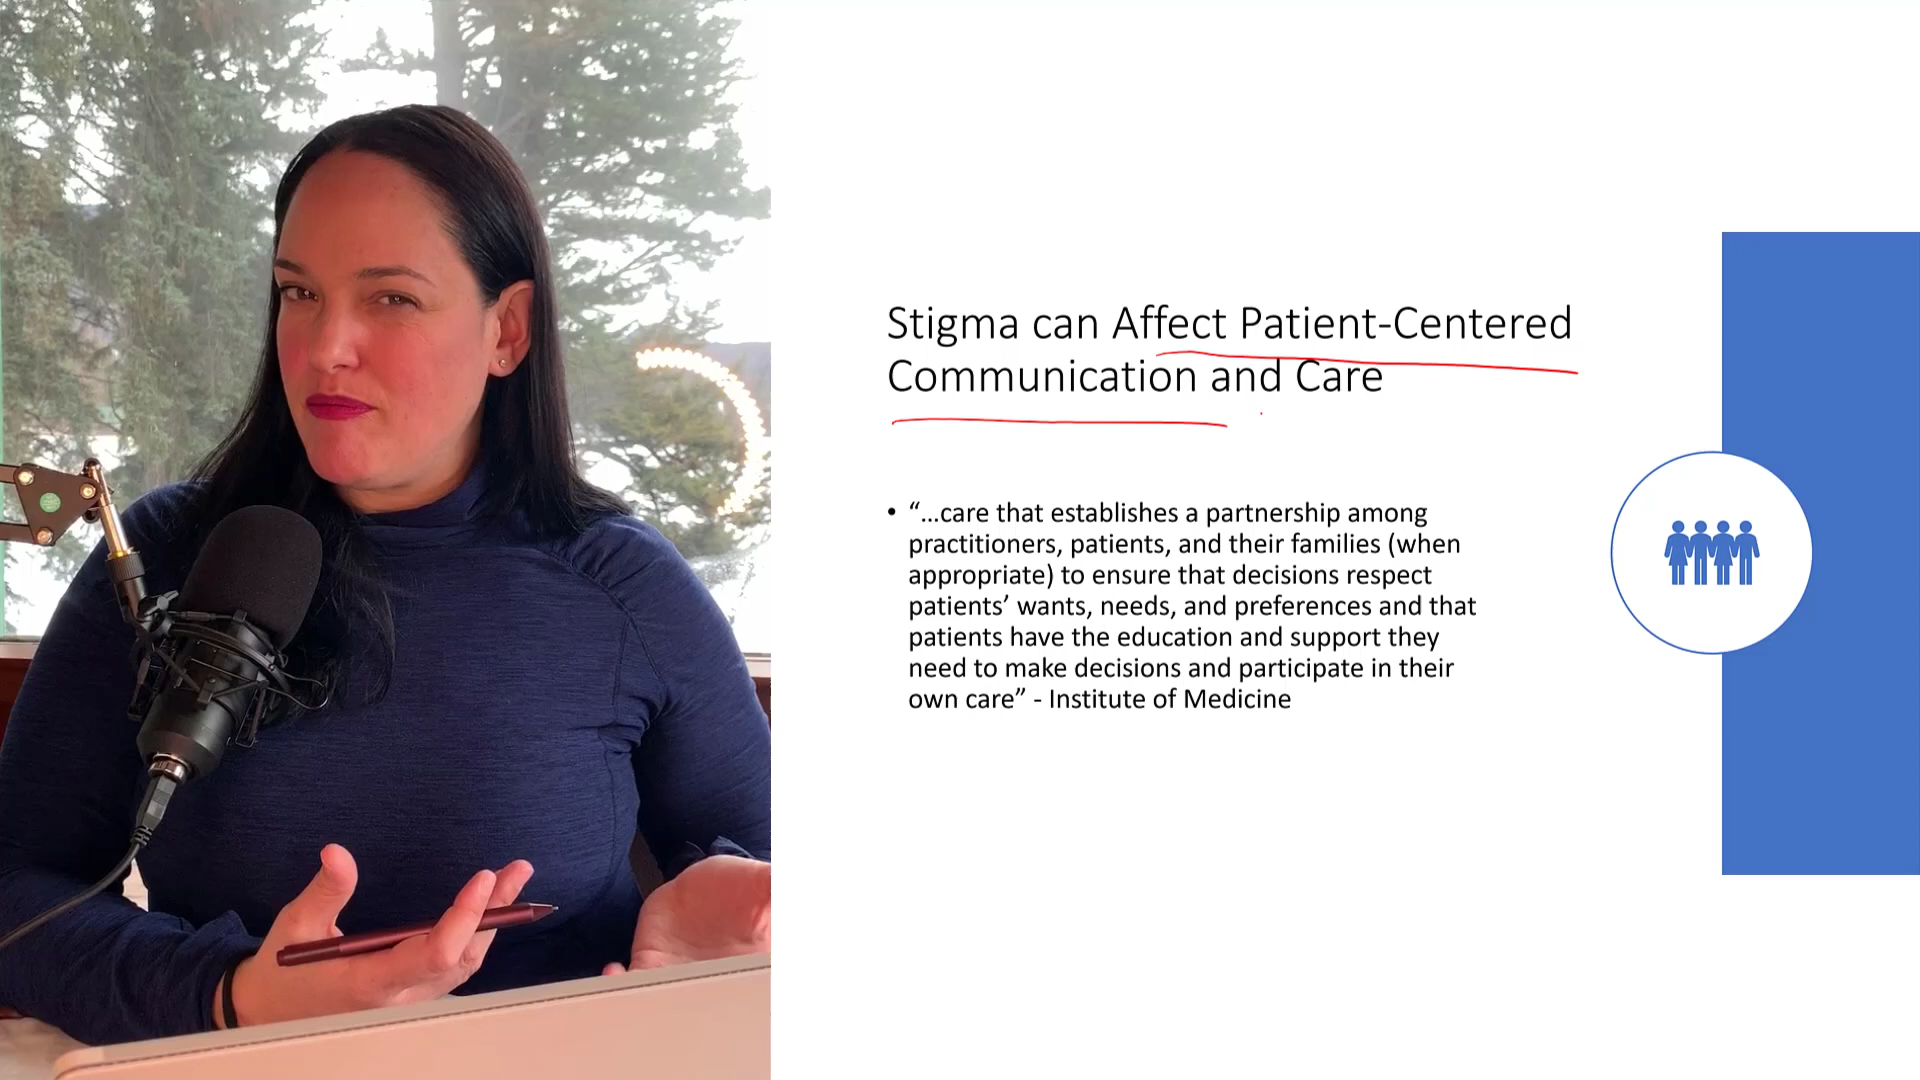 Stigma can Affect Patient-Centered
Communication and Care
• “...care that establishes a partnership among
practitioners, patients, and their families (when
appropriate) to ensure that decisions respect
patients’ wants, needs, and preferences and that
patients have the education and support they
need to make decisions and participate in their
own care” - Institute of Medicine